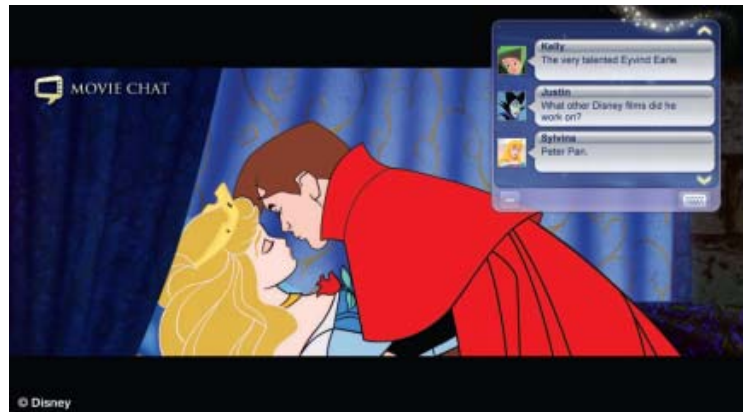 MOVIE CHAT
Kelly
The very talented Eyvind Earle
Justin
What other Disney films did he
work on?
Sylvina
Peter Pan.
© Disney